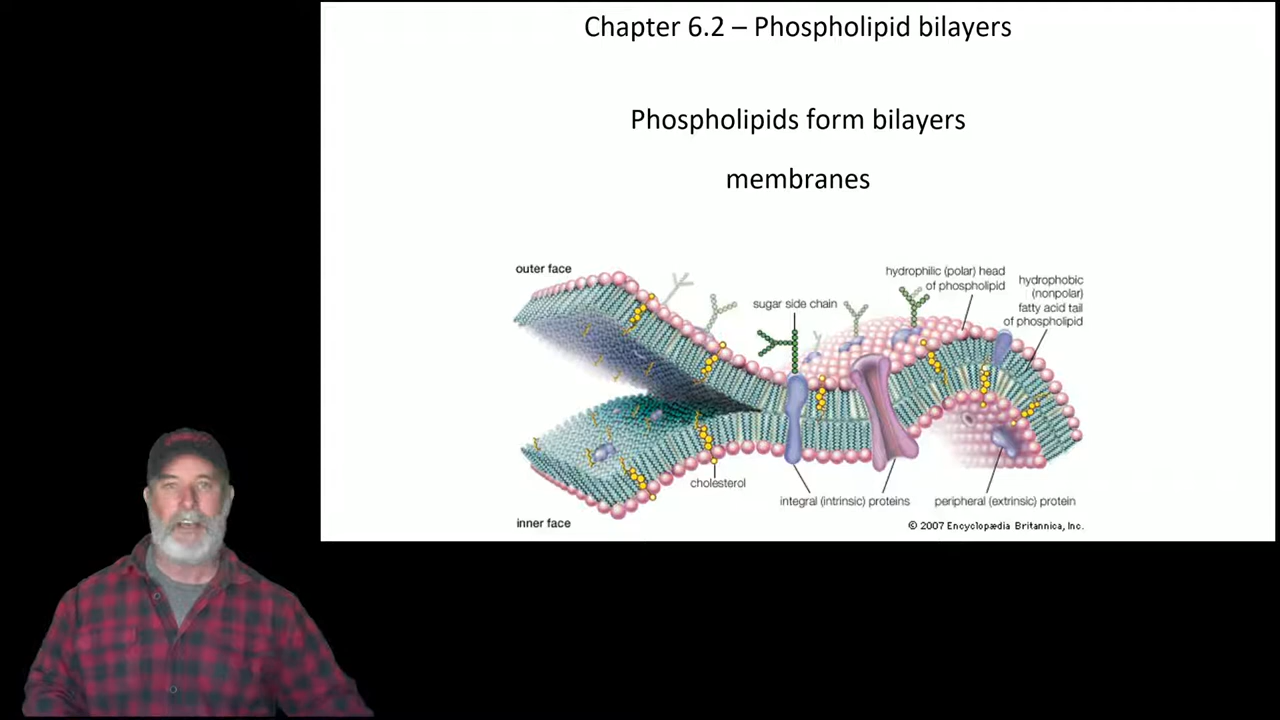 Chapter 6.2 – Phospholipid bilayers
Phospholipids form bilayers
membranes
outer face
sugar side chain
hydrophilic (polar) head
of phospholipid
hydrophobic
(nonpolar)
fatty acid tail
of phospholipid
cholesterol
integral (intrinsic) proteins
peripheral (extrinsic) protein
inner face
© 2007 Encyclopædia Britannica, Inc.